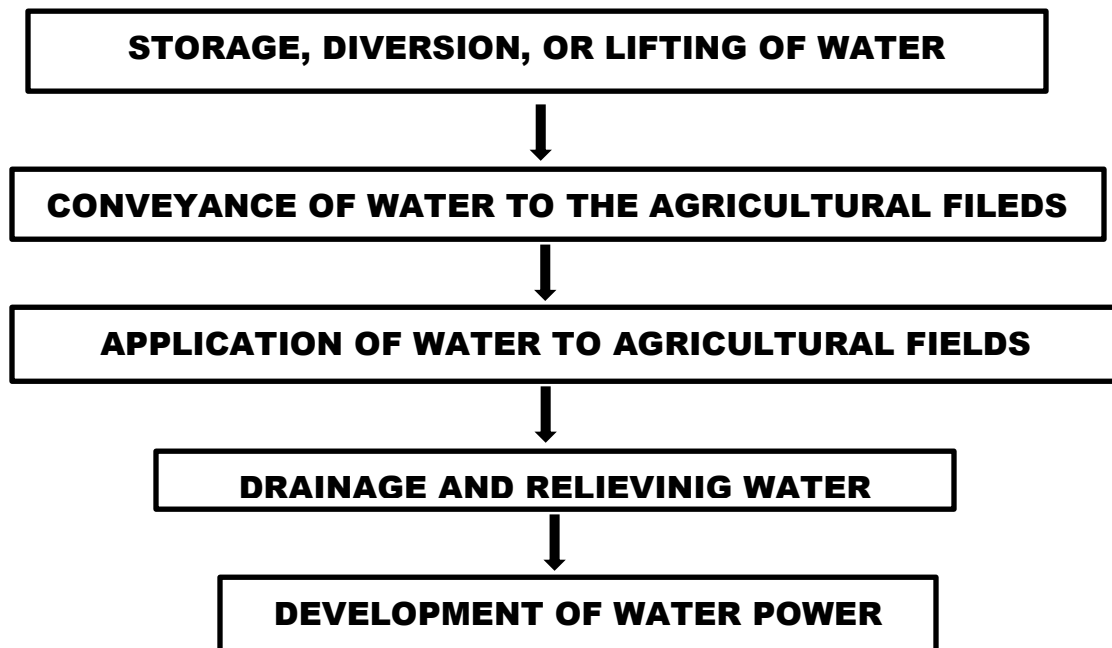 STORAGE, DIVERSION, OR LIFTING OF WATER
CONVEYANCE OF WATER TO THE AGRICULTURAL FILEDS
APPLICATION OF WATER TO AGRICULTURAL FIELDS
DRAINAGE AND RELIEVINIG WATER
DEVELOPMENT OF WATER POWER